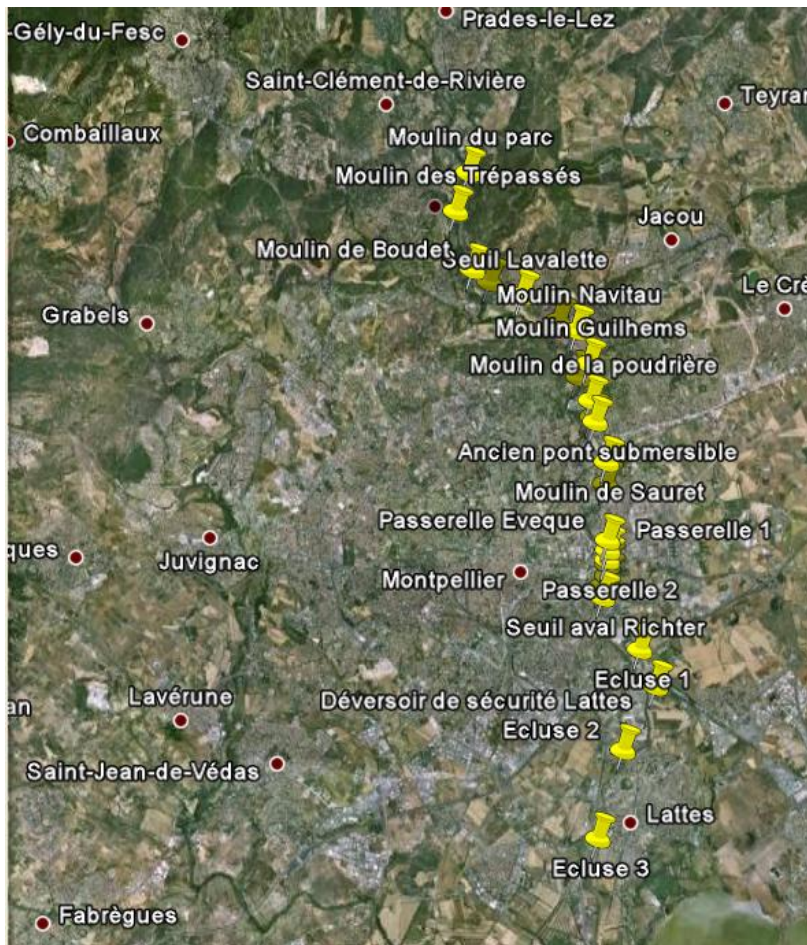 Prades-le-Lez
-Gély-du-Fesc
Saint-Clément-de-Rivière
Teyran
Combaillaux
Moulin du parc
Moulin des Trépassés
Jacou
Moulin de Boudet
Seuil Lavalette
Le Cré
Moulin Navitau
Grabels
Moulin Guilhems
Moulin de la poudrière
Ancien pont submersible
Moulin de Sauret
Passerelle Eveque
Passerelle 1
ques
Juvignac
Montpellier
Passerelle 2
Seuil aval Richter
Ecluse 1
Lavérune
Déversoir de sécurité Lattes
an
Ecluse 2
Saint-Jean-de-Védas
Lattes
Ecluse 3
Fabrègues